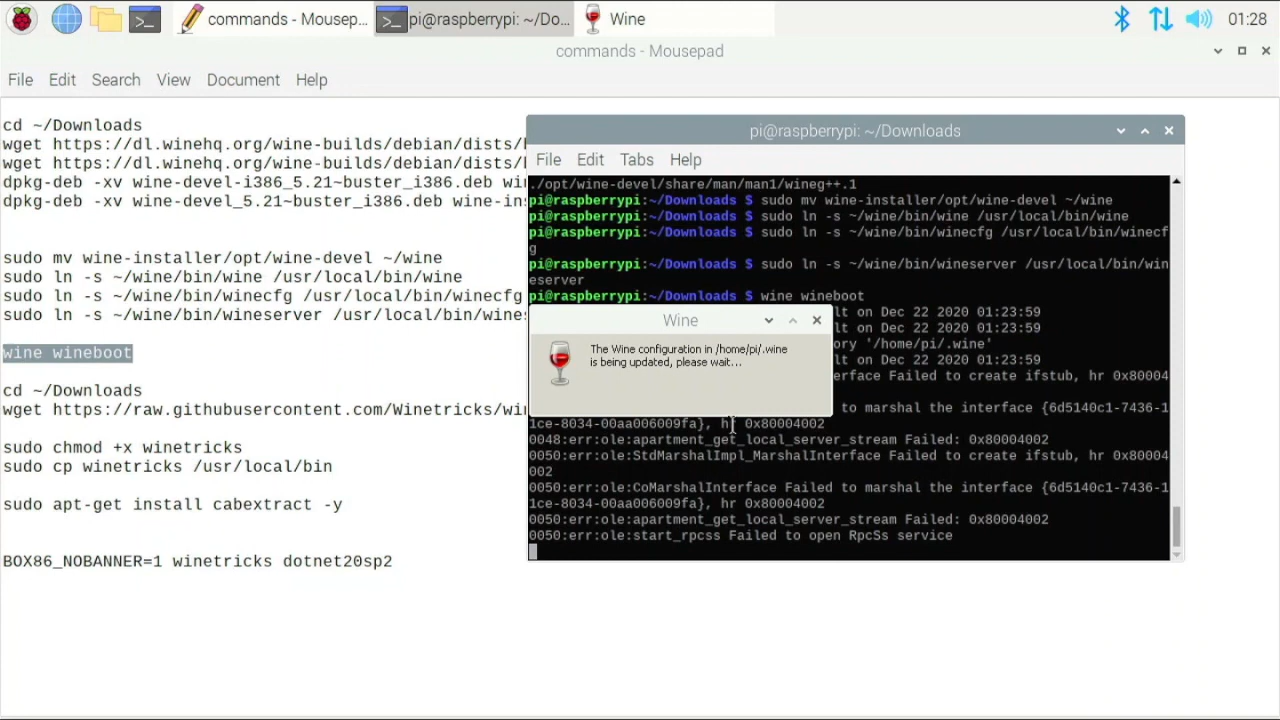 commands - Mousep...
pi@raspberrypi: ~/Do...
Wine
01:28
commands - Mousepad
File Edit Search View Document Help
cd ~/Downloads
wget https://dl.winehq.org/wine-builds/debian/dists/
wget https://dl.winehq.org/wine-builds/debian/dists/
dpkg-deb -xv wine-devel-i386_5.21~buster_i386.deb wi
dpkg-deb -xv wine-devel_5.21~buster_i386.deb wine-in
sudo mv wine-installer/opt/wine-devel ~/wine
sudo ln -s ~/wine/bin/wine /usr/local/bin/wine
sudo ln -s ~/wine/bin/winecfg /usr/local/bin/winecfg
sudo ln -s ~/wine/bin/wineserver /usr/local/bin/wines
wine wineboot
cd ~/Downloads
wget https://raw.githubusercontent.com/Winetricks/wi
sudo chmod +x winetricks
sudo cp winetricks /usr/local/bin
sudo apt-get install cabextract -y
BOX86_NOBANNER=1 winetricks dotnet20sp2
pi@raspberrypi: ~/Downloads
File Edit Tabs Help
./opt/wine-devel/share/man/man1/wineg++.1
pi@raspberrypi:~/Downloads $ sudo mv wine-installer/opt/wine-devel ~/wine
pi@raspberrypi:~/Downloads $ sudo ln -s ~/wine/bin/wine /usr/local/bin/wine
pi@raspberrypi:~/Downloads $ sudo ln -s ~/wine/bin/winecfg /usr/local/bin/winecf
g
pi@raspberrypi:~/Downloads $ sudo ln -s ~/wine/bin/wineserver /usr/local/bin/win
eserver
pi@raspberrypi:~/Downloads $ wine wineboot
lt on Dec 22 2020 01:23:59
lt on Dec 22 2020 01:23:59
ory '/home/pi/.wine'
lt on Dec 22 2020 01:23:59
erface Failed to create ifstub, hr 0x80004
to marshal the interface {6d5140c1-7436-1
1ce-8034-00aa006009fa}, hr 0x80004002
0048:err:ole:apartment_get_local_server_stream Failed: 0x80004002
0050:err:ole:StdMarshalImpl_MarshalInterface Failed to create ifstub, hr 0x80004
002
0050:err:ole:CoMarshalInterface Failed to marshal the interface {6d5140c1-7436-1
1ce-8034-00aa006009fa}, hr 0x80004002
0050:err:ole:apartment_get_local_server_stream Failed: 0x80004002
0050:err:ole:start_rpcss Failed to open RpcSs service
Wine
The Wine configuration in /home/pi/.wine
is being updated, please wait...